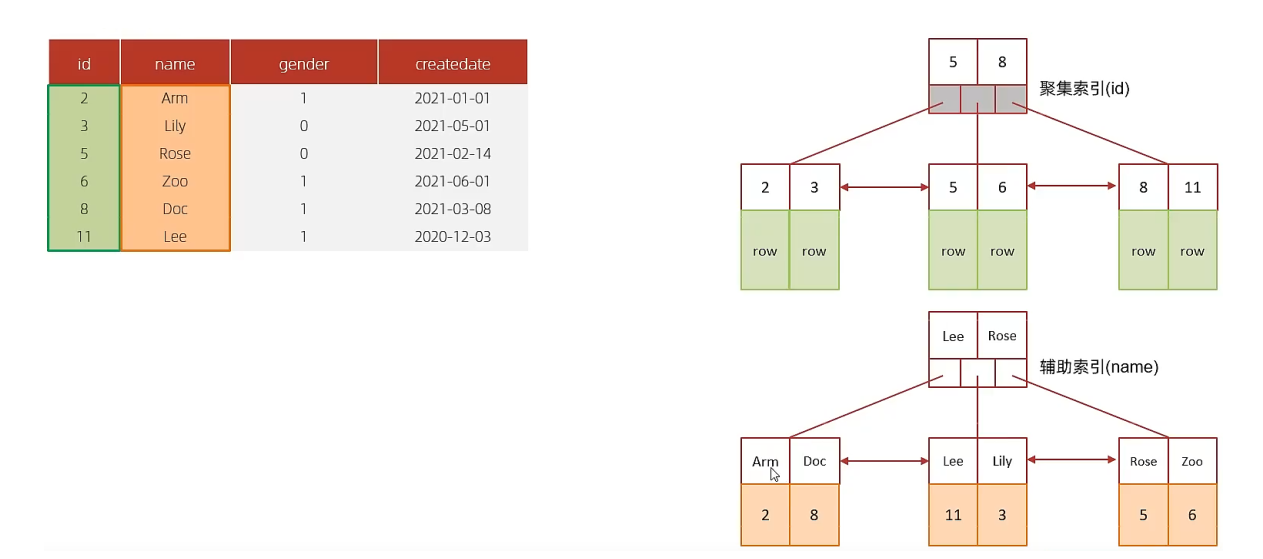 id name gender createdate
2 Arm 1 2021-01-01
3 Lily 0 2021-05-01
5 Rose 0 2021-02-14
6 Zoo 1 2021-06-01
8 Doc 1 2021-03-08
11 Lee 1 2020-12-03
5 8
聚集索引(id)
2 3 5 6 8 11
row row row row row row
Lee Rose
辅助索引(name)
Arm Doc Lee Lily Rose Zoo
2 8 11 3 5 6